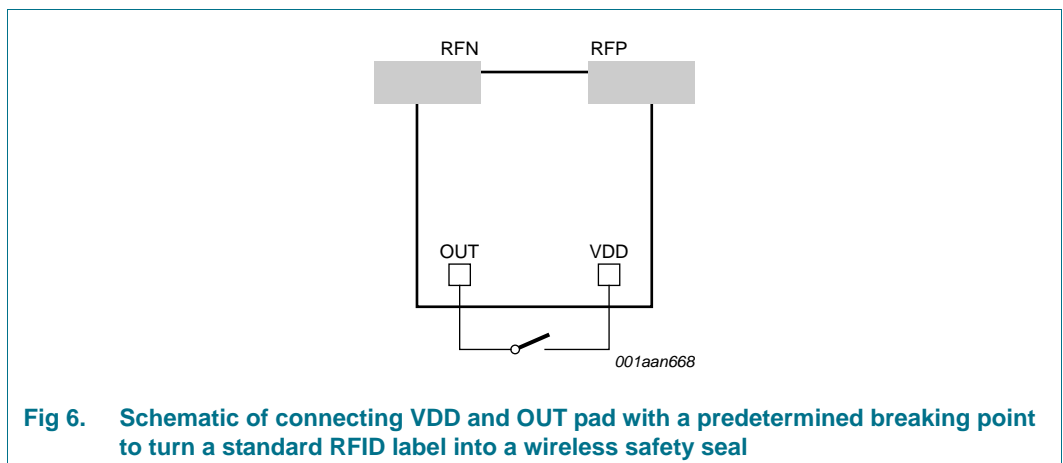 RFN RFP
OUT VDD
001aan668
Fig 6. Schematic of connecting VDD and OUT pad with a predetermined breaking point
to turn a standard RFID label into a wireless safety seal